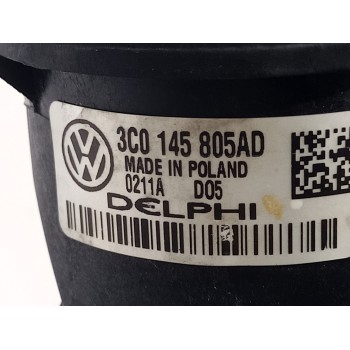 3C0 145 805AD
MADE IN POLAND
0211A D05
DELPHI